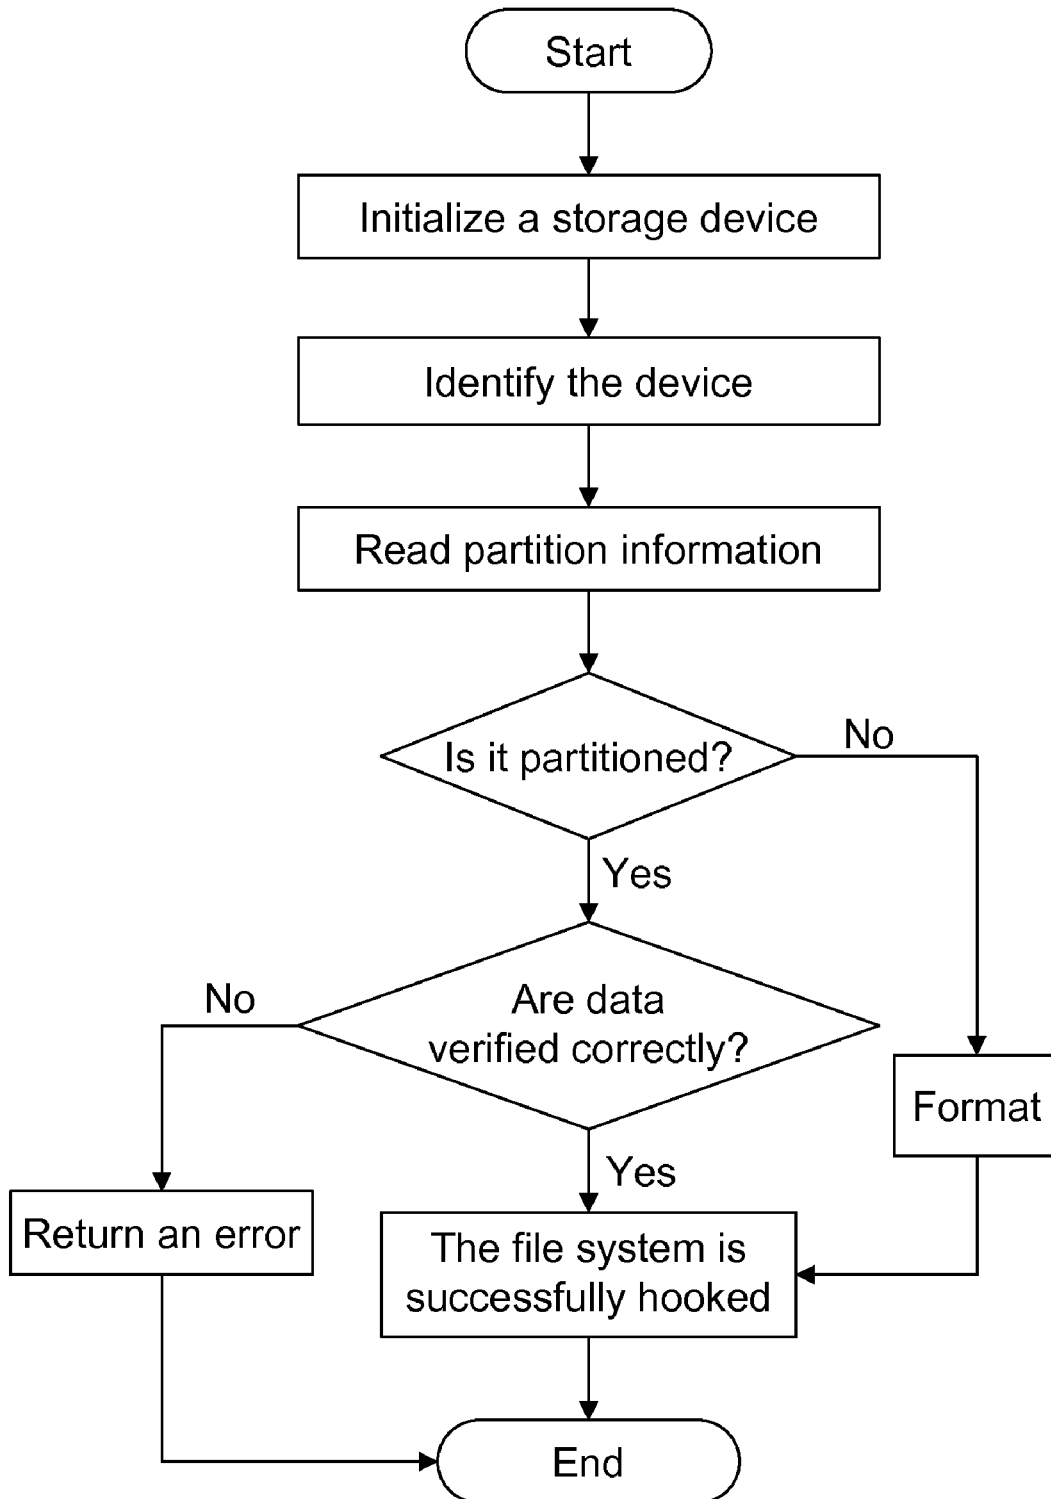 Start
Initialize a storage device
Identify the device
Read partition information
Is it partitioned?
No
Yes
No
Are data
verified correctly?
Format
Yes
Return an error
The file system is
successfully hooked
End